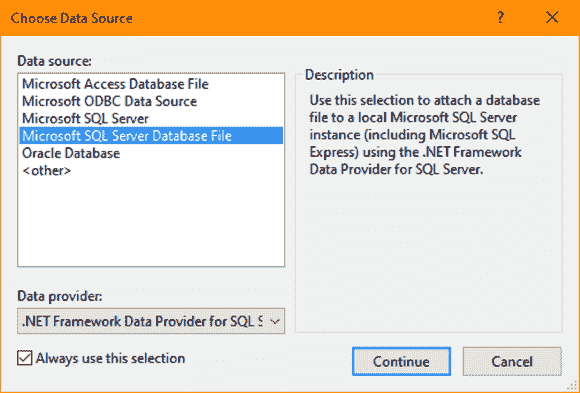 Choose Data Source
Data source:
Microsoft Access Database File
Microsoft ODBC Data Source
Microsoft SQL Server
Microsoft SQL Server Database File
Oracle Database
<other>
Description
Use this selection to attach a database
file to a local Microsoft SQL Server
instance (including Microsoft SQL
Express) using the .NET Framework
Data Provider for SQL Server.
Data provider:
.NET Framework Data Provider for SQL S
Always use this selection
Continue
Cancel